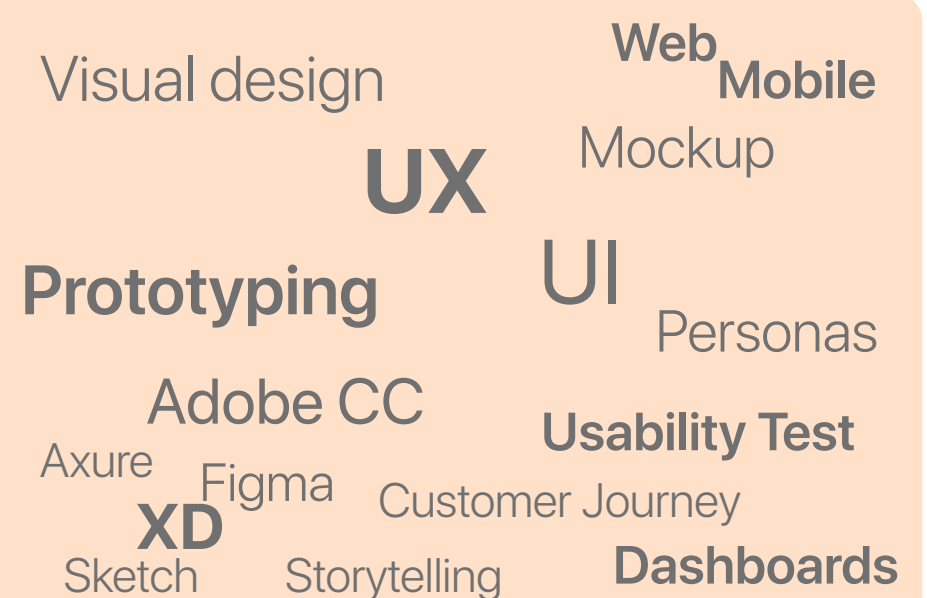 Visual design
Web
Mobile
Mockup
UX
UI
Prototyping
Personas
Adobe CC
Usability Test
Axure
Figma
Customer Journey
XD
Sketch
Storytelling
Dashboards